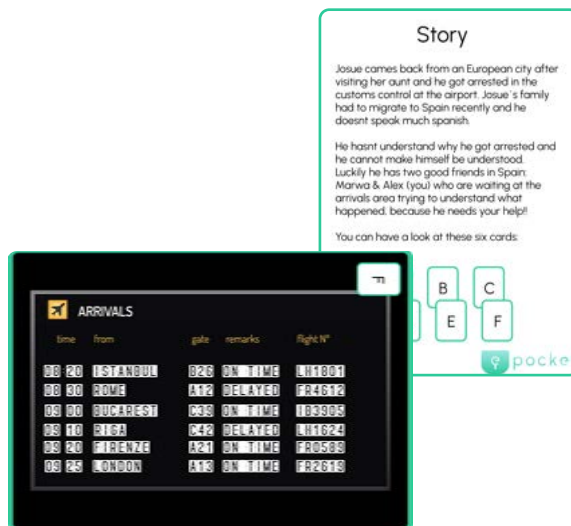 Story
Josue cames back from an European city after
visiting her aunt and he got arrested in the
customs control at the airport. Josue´s family
had to migrate to Spain recently and he
doesnt speak much spanish.
He hasnt understand why he got arrested and
he cannot make himself be understood.
Luckily he has two good friends in Spain:
Marwa & Alex (you) who are waiting at the
arrivals area trying to understand what
happened, because he needs your help!!
You can have a look at these six cards:
B C
E F
pocke
F
ARRIVALS
time from gate remarks flight Nº
08 20 ISTANBUL B26 ON TIME LH1801
08 30 ROME A12 DELAYED FR4612
09 00 BUCAREST C39 ON TIME IB3905
09 10 RIGA C42 DELAYED LH1624
09 20 FIRENZE A21 ON TIME FR0589
09 25 LONDON A13 ON TIME FR2619